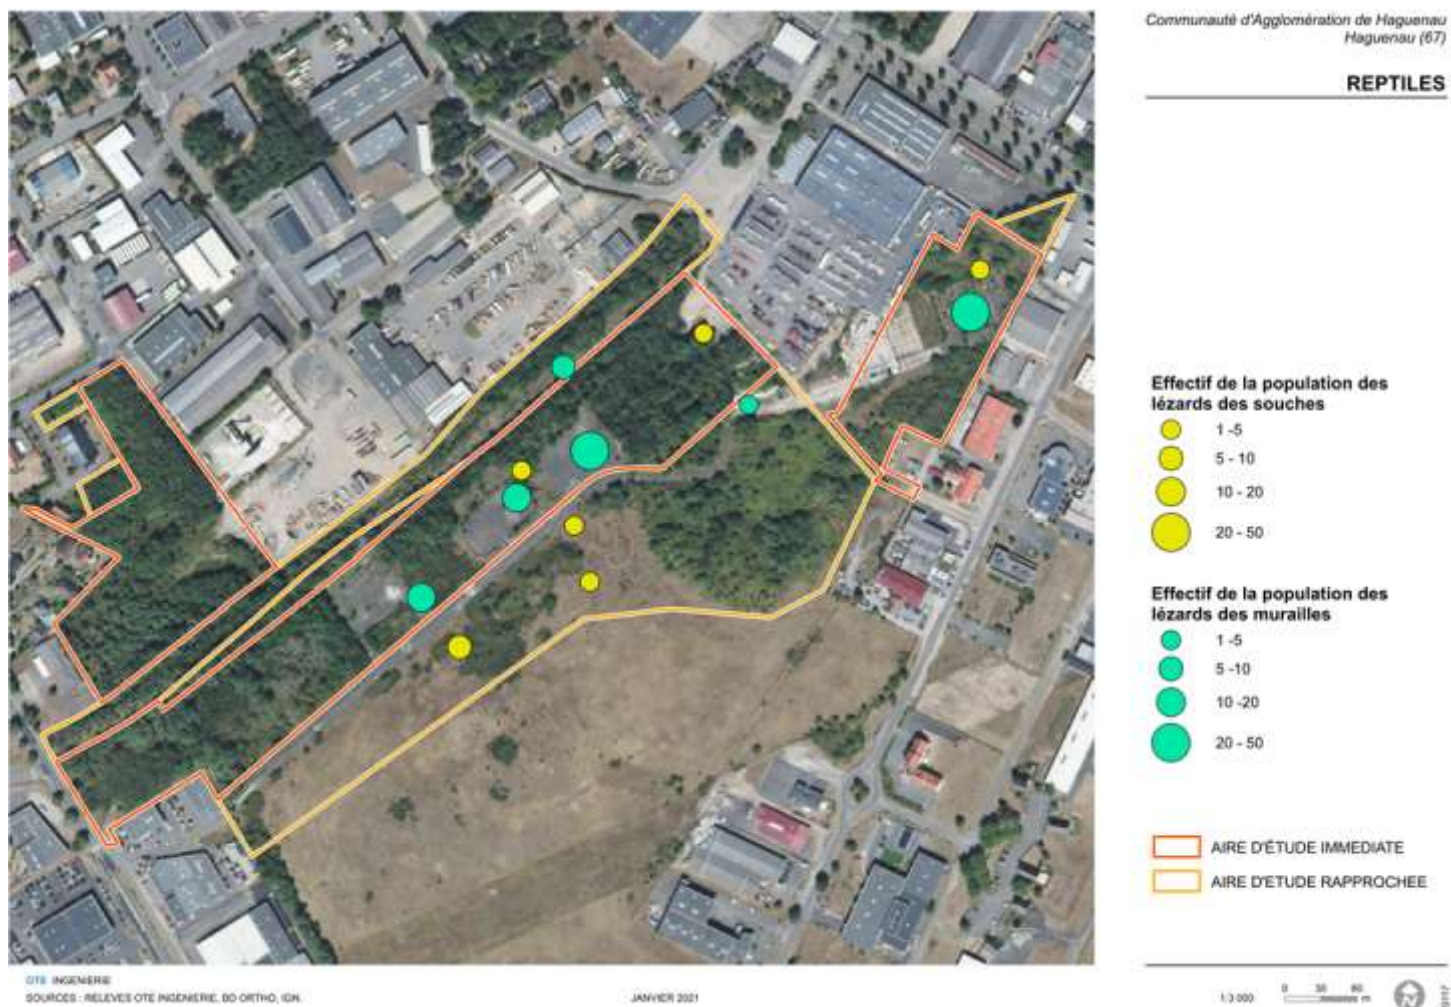 Communauté d'Agglomération de Haguenau
Haguenau (67)
REPTILES
Effectif de la population des
lézards des souches
1 -5
5 - 10
10 - 20
20 - 50
Effectif de la population des
lézards des murailles
1 -5
5 -10
10 -20
20 - 50
AIRE D'ÉTUDE IMMEDIATE
AIRE D'ETUDE RAPPROCHEE
OTE INGENIERIE
SOURCES : RELEVES OTE INGENIERIE, BD ORTHO, IGN.
JANVIER 2021
1:3 000
0 30 60
m